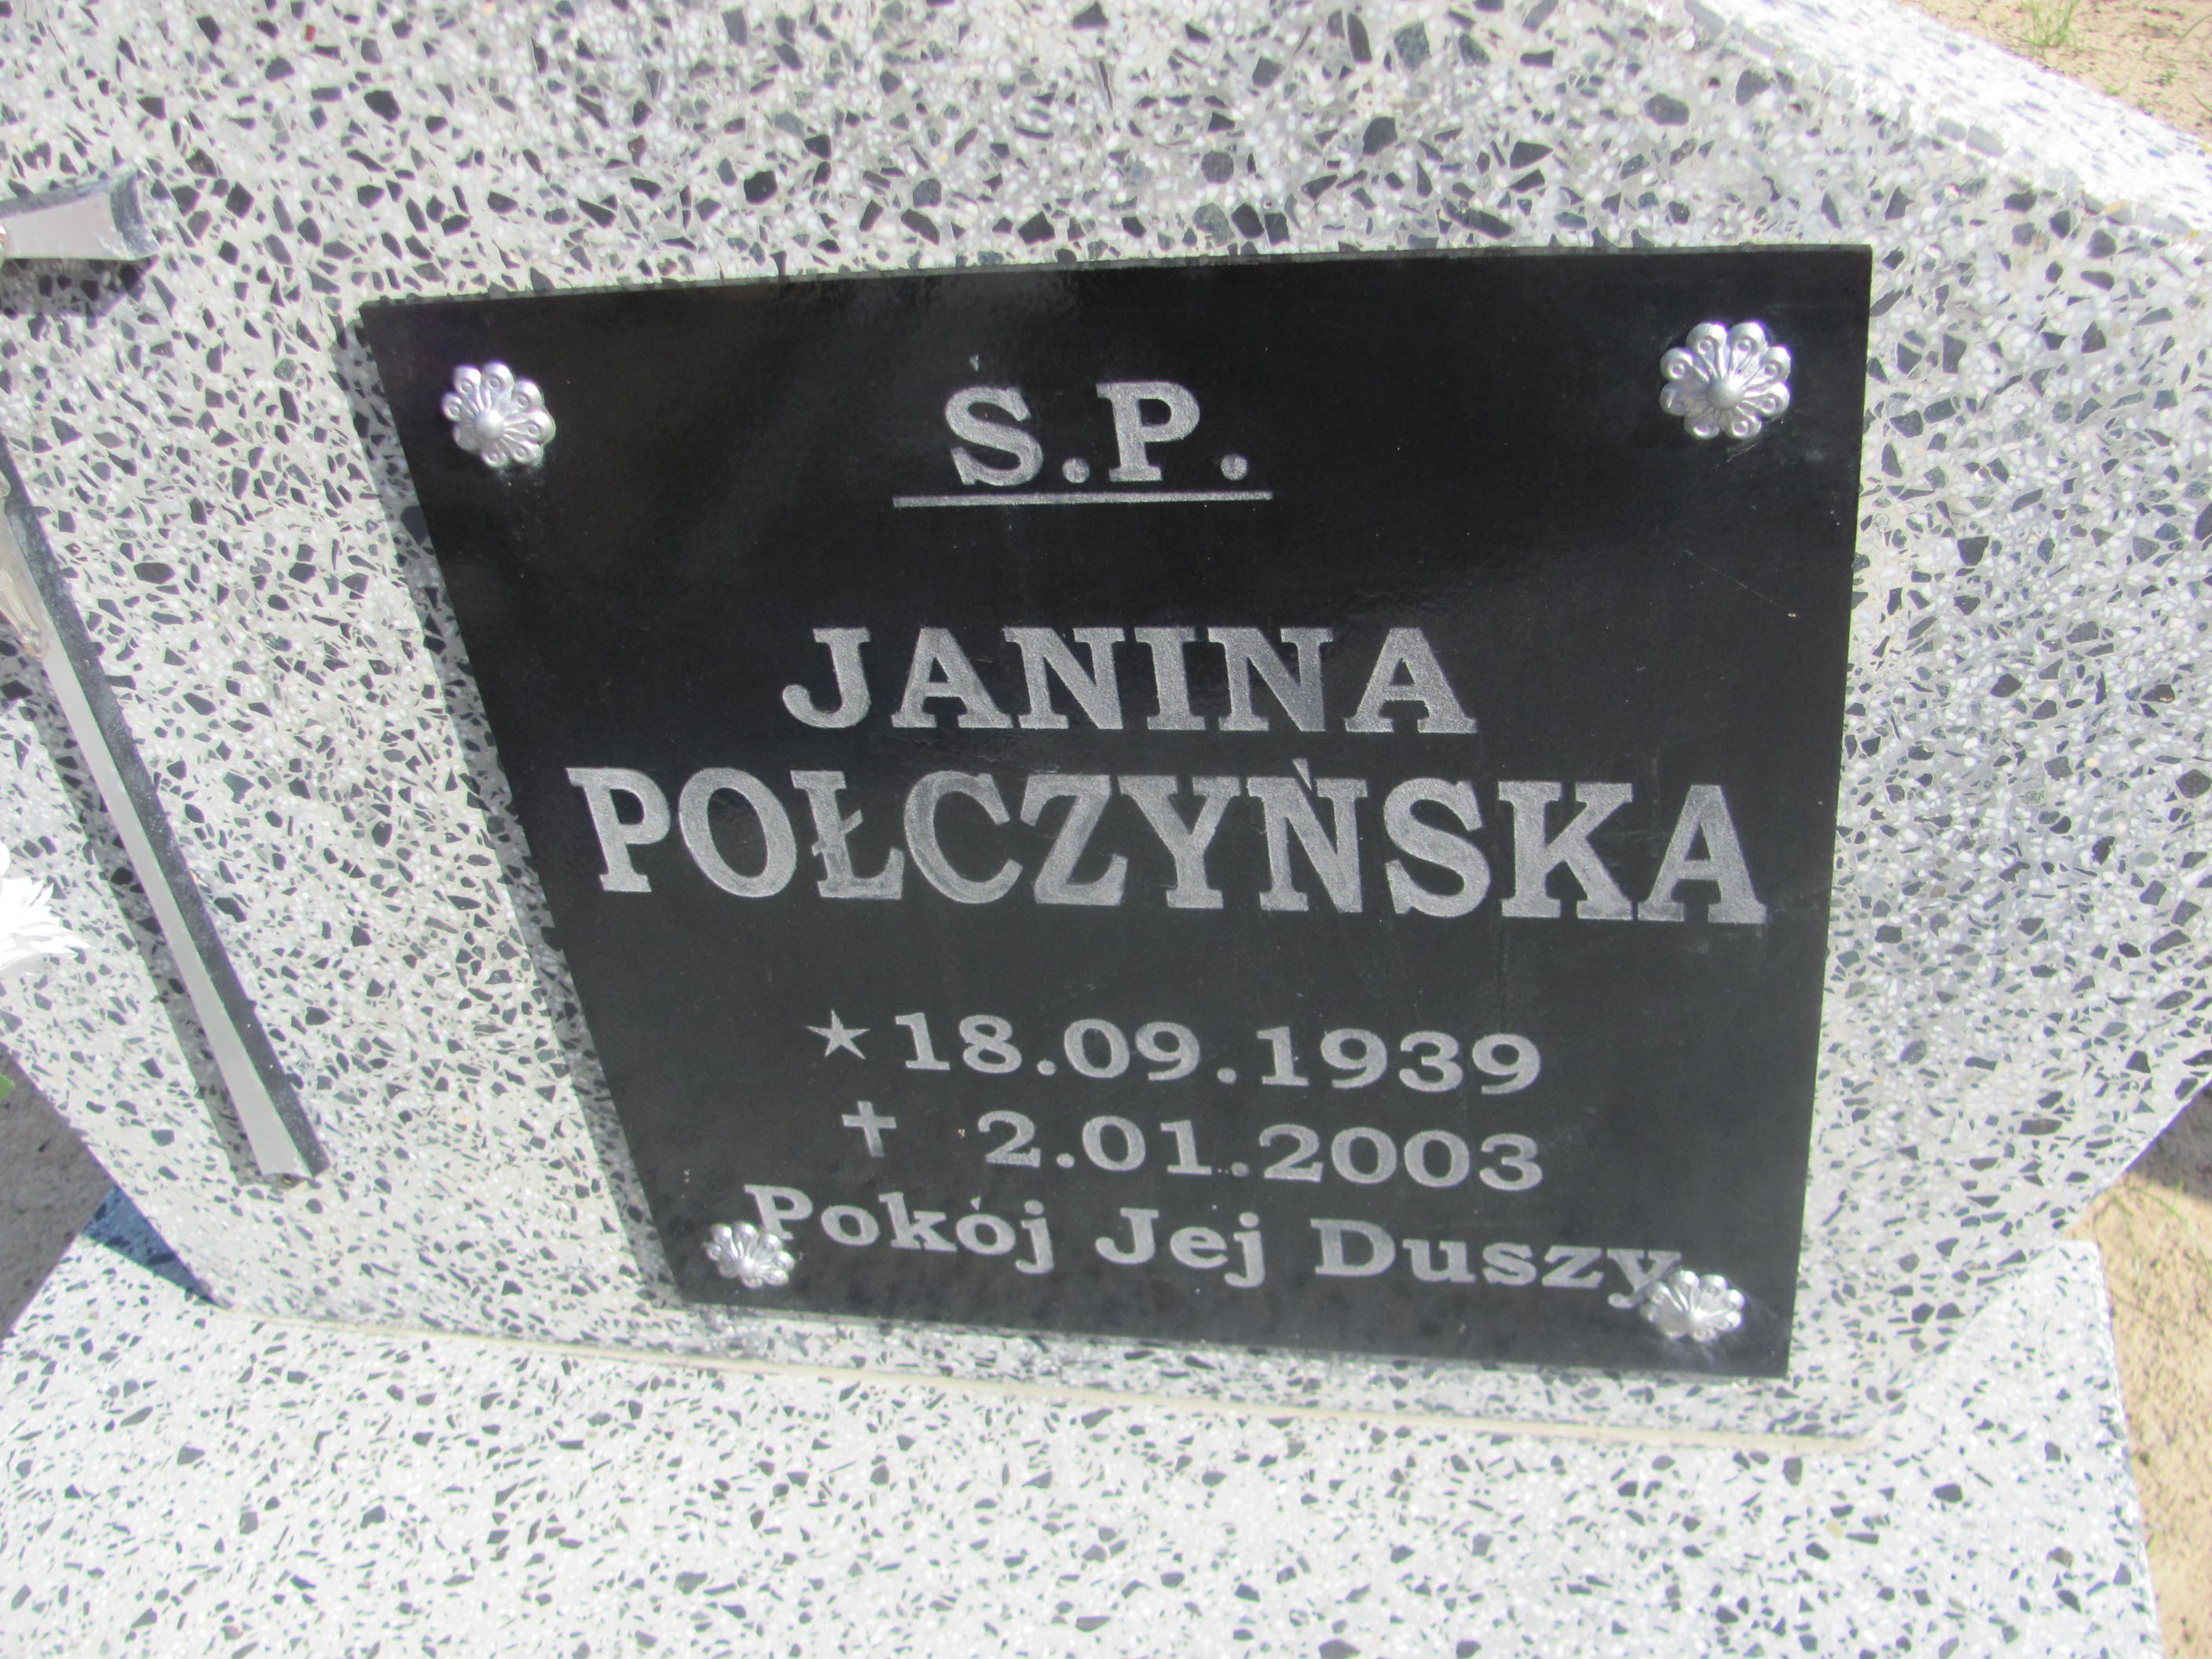 Ś.P.
JANINA
POŁCZYŃSKA
★ 18.09.1939
✝ 2.01.2003
Pokój Jej Duszy